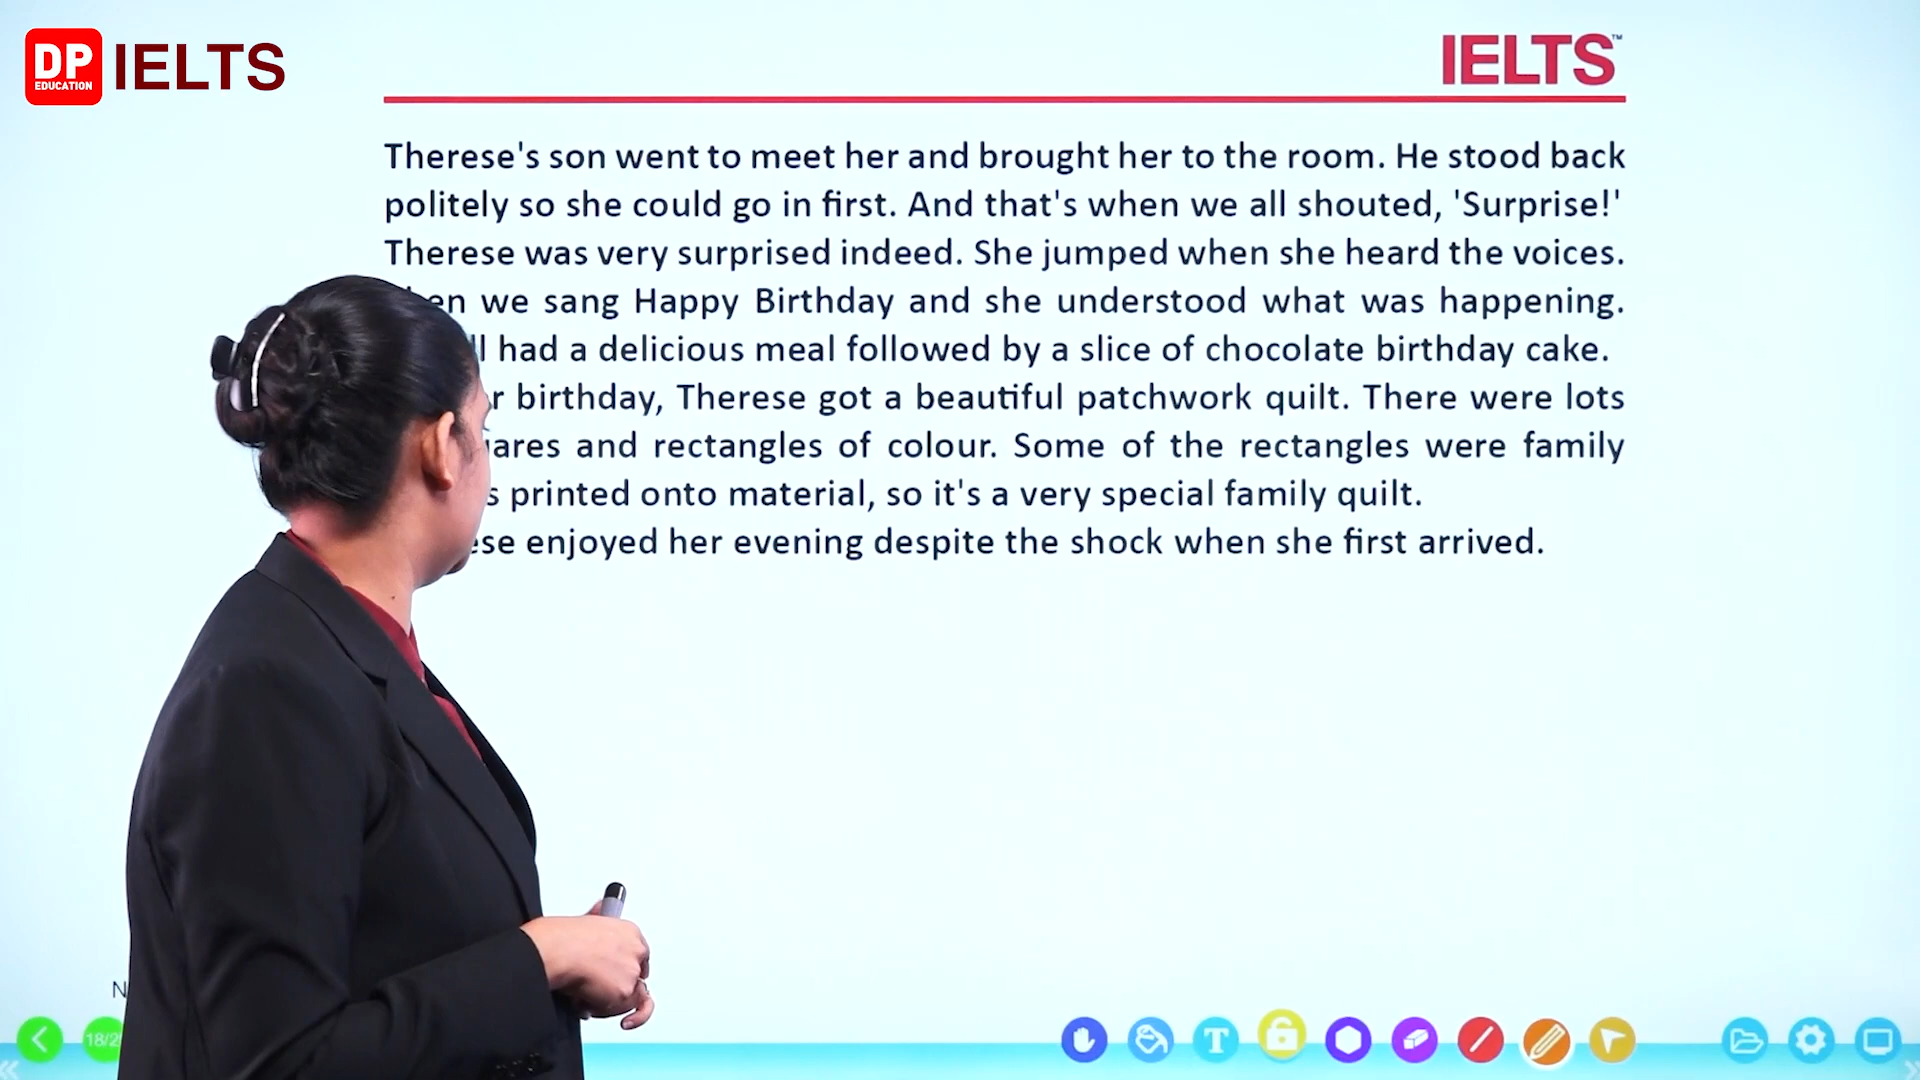 DP
EDUCATION
IELTS
IELTS™
Therese's son went to meet her and brought her to the room. He stood back
politely so she could go in first. And that's when we all shouted, 'Surprise!'
Therese was very surprised indeed. She jumped when she heard the voices.
we sang Happy Birthday and she understood what was happening.
had a delicious meal followed by a slice of chocolate birthday cake.
birthday, Therese got a beautiful patchwork quilt. There were lots
and rectangles of colour. Some of the rectangles were family
printed onto material, so it's a very special family quilt.
enjoyed her evening despite the shock when she first arrived.
T